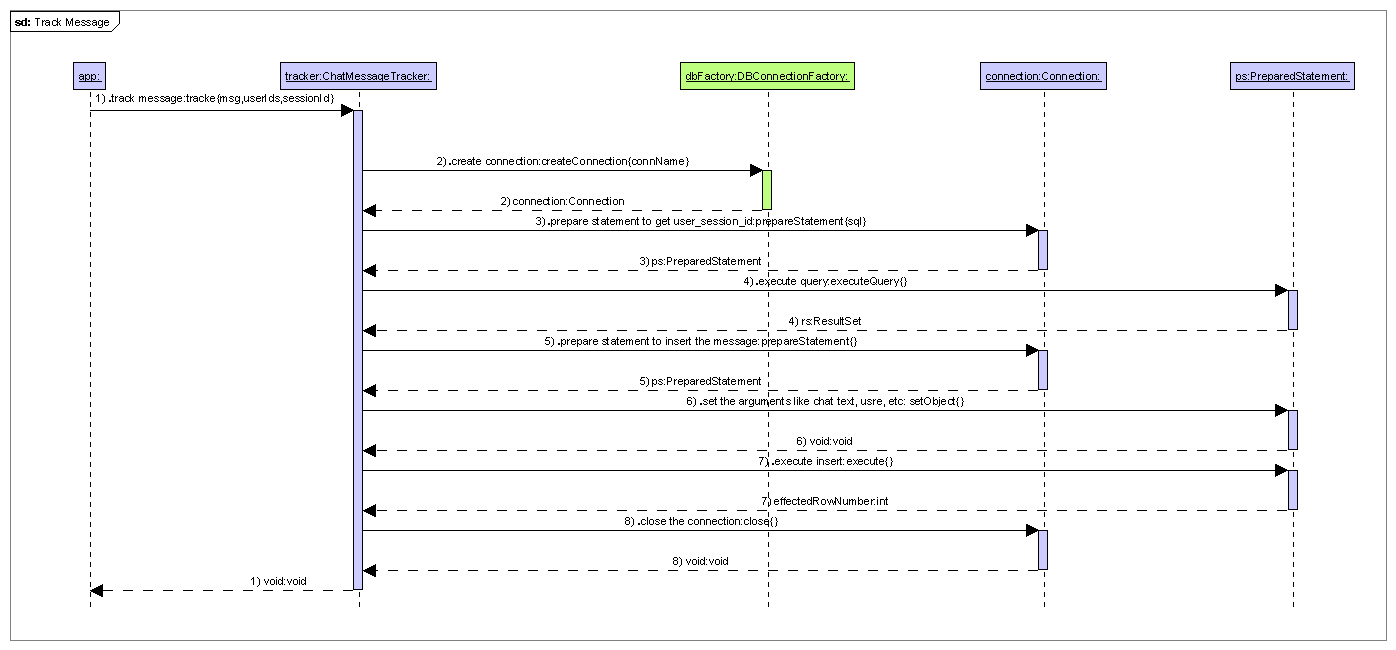 sd: Track Message
app:
tracker:ChatMessageTracker:
dbFactory:DBConnectionFactory:
connection:Connection:
ps:PreparedStatement:
1) .track message:tracke{msg,userIds,sessionId}
2) .create connection:createConnection{connName}
2) connection:Connection
3) .prepare statement to get user_session_id:prepareStatement{sql}
3) ps:PreparedStatement
4) .execute query:executeQuery{}
4) rs:ResultSet
5) .prepare statement to insert the message:prepareStatement{}
5) ps:PreparedStatement
6) .set the arguments like chat text, usre, etc: setObject{}
6) void:void
7) .execute insert:execute{}
7) effectedRowNumber:int
8) .close the connection:close{}
8) void:void
1) void:void